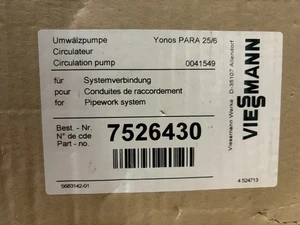 Umwälzpumpe Yonos PARA 25/6
Circulateur
Circulation pump 0041549
für Systemverbindung
pour Conduites de raccordement
for Pipework system
Best. - Nr.
N° de cde 7526430
Part - no.
5683142-01
4 524713
VIESSMANN
Viessmann Werke D-35107 Allendorf